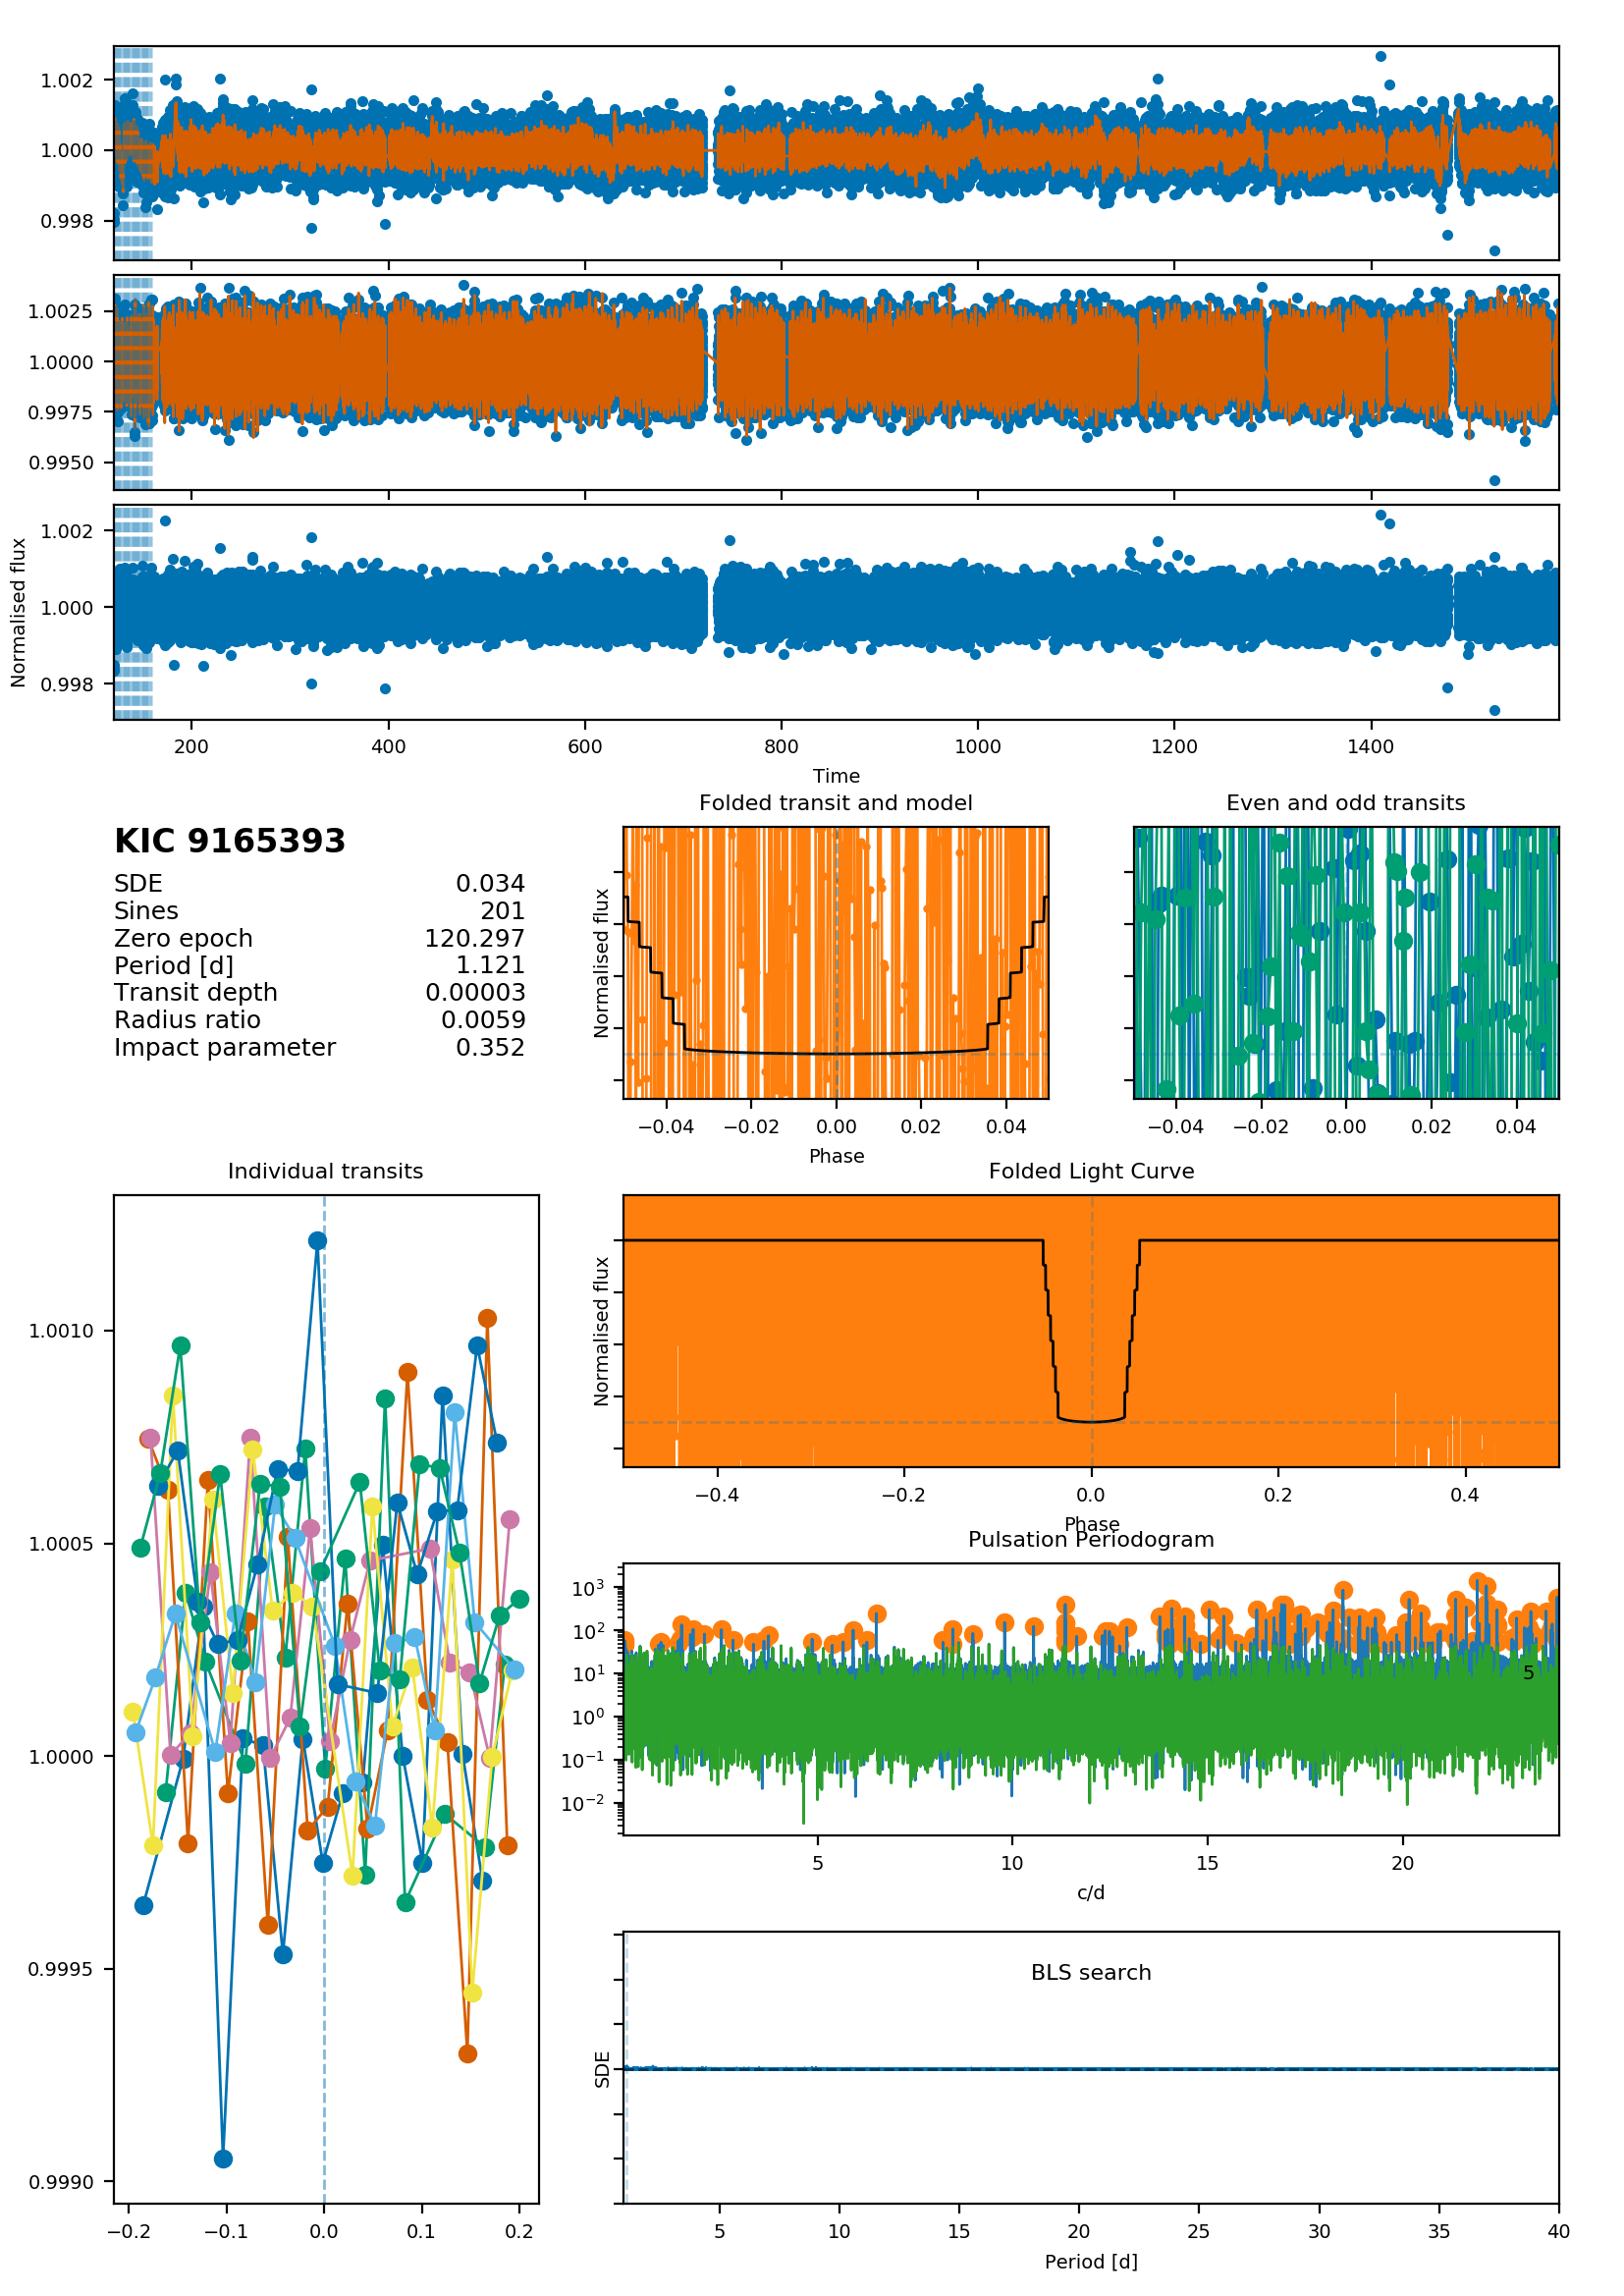 1.002
1.000
0.998
1.0025
1.0000
0.9975
0.9950
1.002
1.000
0.998
Normalised flux
200 400 600 800 1000 1200 1400
Time
KIC 9165393
SDE 0.034
Sines 201
Zero epoch 120.297
Period [d] 1.121
Transit depth 0.00003
Radius ratio 0.0059
Impact parameter 0.352
Folded transit and model
Normalised flux
−0.04 −0.02 0.00 0.02 0.04
Phase
Even and odd transits
−0.04 −0.02 0.00 0.02 0.04
Individual transits
1.0010
1.0005
1.0000
0.9995
0.9990
−0.2 −0.1 0.0 0.1 0.2
Folded Light Curve
Normalised flux
−0.4 −0.2 0.0 0.2 0.4
Phase
Pulsation Periodogram
10³
10²
10¹
10⁰
10⁻¹
10⁻²
5
5 10 15 20
c/d
BLS search
SDE
5 10 15 20 25 30 35 40
Period [d]